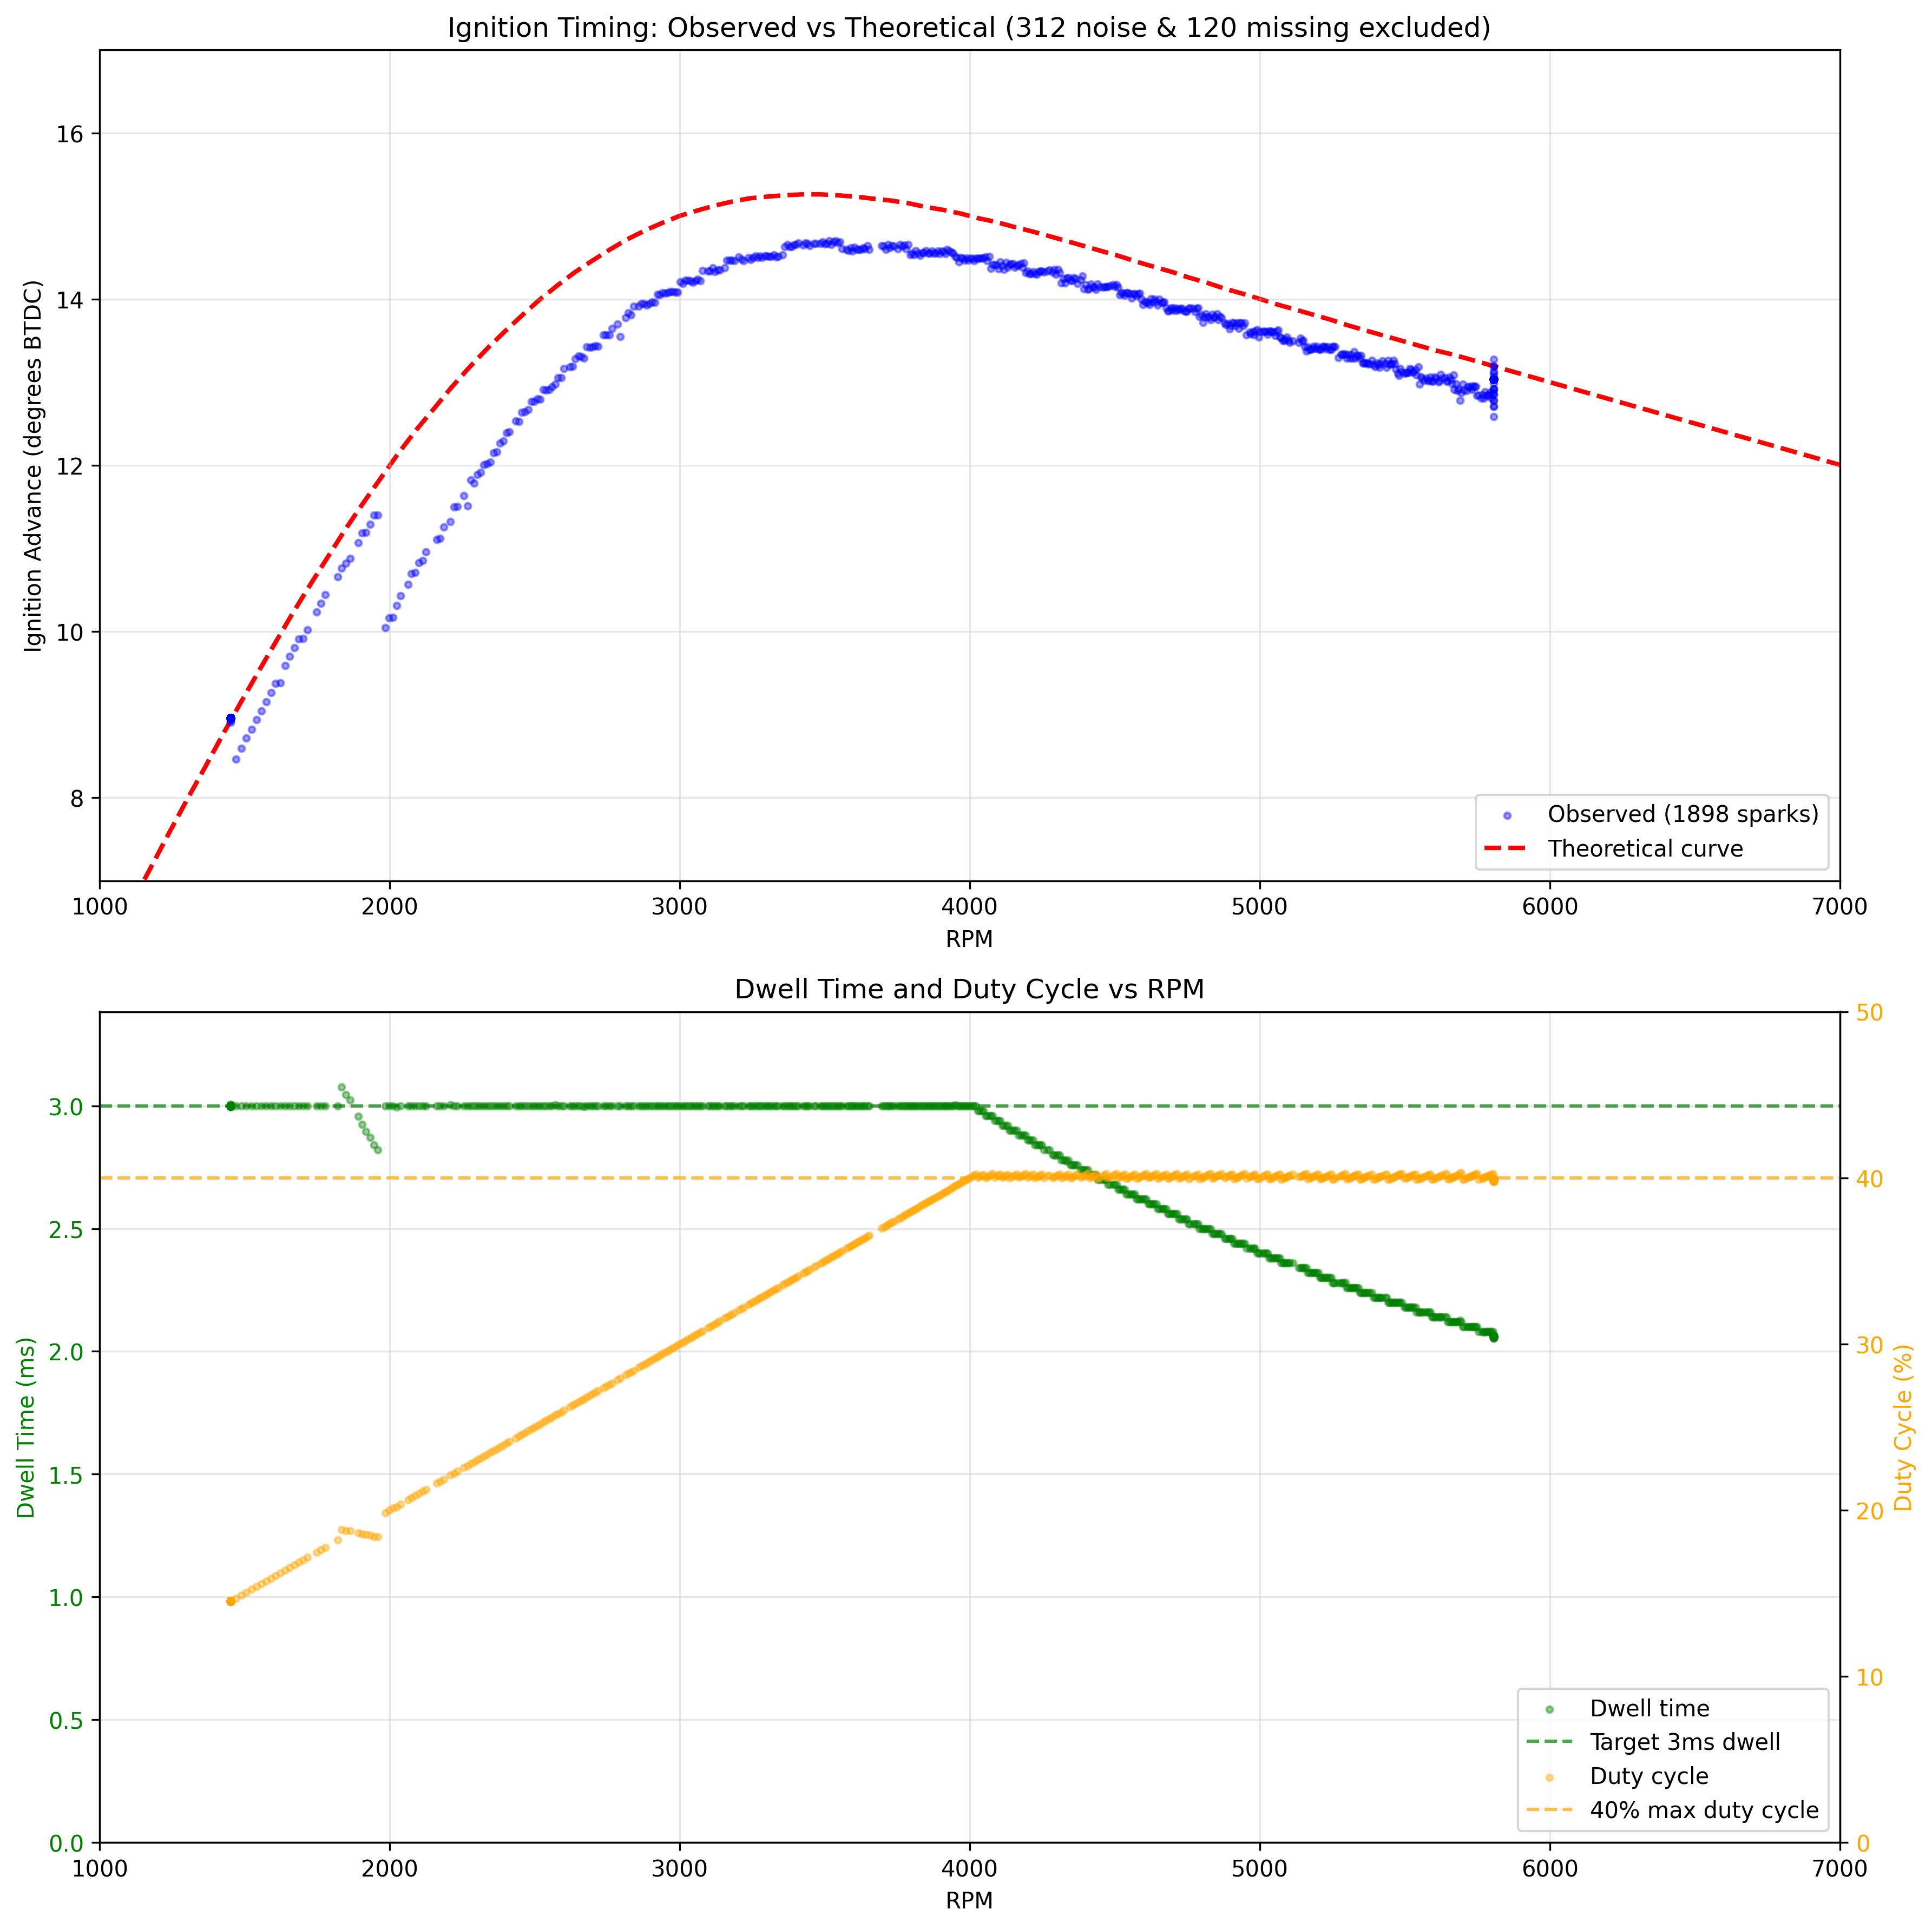 Ignition Timing: Observed vs Theoretical (312 noise & 120 missing excluded)
Ignition Advance (degrees BTDC)
16
14
12
10
8
Observed (1898 sparks)
Theoretical curve
1000 2000 3000 4000 5000 6000 7000
RPM
Dwell Time and Duty Cycle vs RPM
Dwell Time (ms)
3.0
2.5
2.0
1.5
1.0
0.5
0.0
50
40
30
20
10
0
Duty Cycle (%)
Dwell time
Target 3ms dwell
Duty cycle
40% max duty cycle
1000 2000 3000 4000 5000 6000 7000
RPM